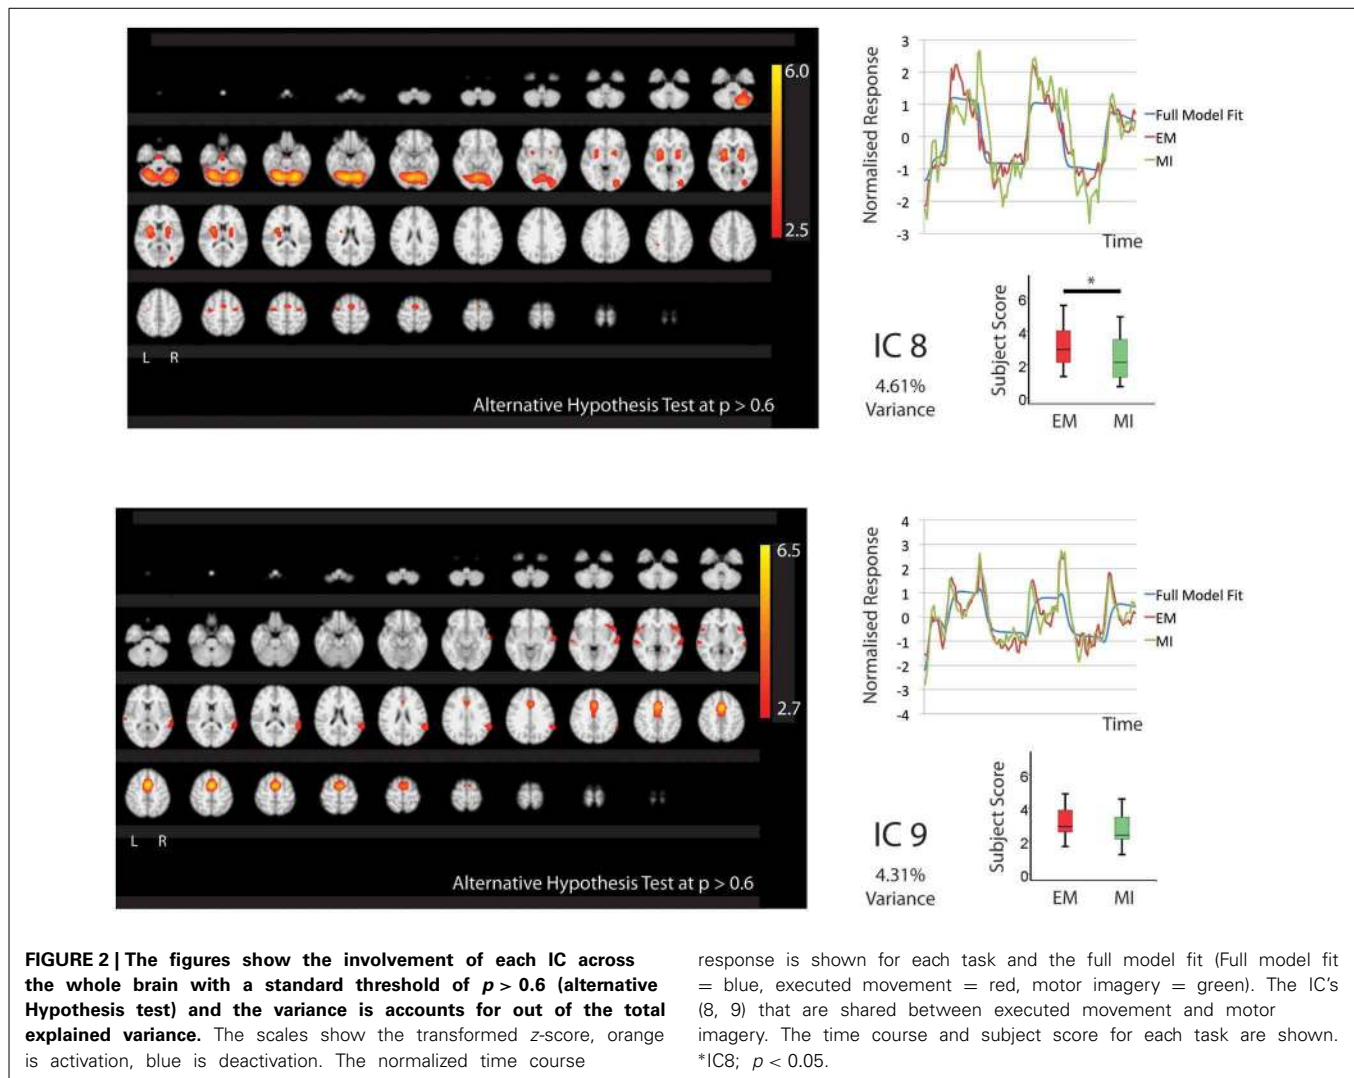 6.0
2.5
L R
Alternative Hypothesis Test at p > 0.6
3
2
1
0
-1
-2
-3
Normalised Response
Time
Full Model Fit
EM
MI
IC 8
4.61%
Variance
*
6
4
2
0
Subject Score
EM MI
6.5
2.7
L R
Alternative Hypothesis Test at p > 0.6
4
3
2
1
0
-1
-2
-3
-4
Normalised Response
Time
Full Model Fit
EM
MI
IC 9
4.31%
Variance
6
4
2
0
Subject Score
EM MI
FIGURE 2 | The figures show the involvement of each IC across
the whole brain with a standard threshold of p > 0.6 (alternative
Hypothesis test) and the variance is accounts for out of the total
explained variance. The scales show the transformed z-score, orange
is activation, blue is deactivation. The normalized time course
response is shown for each task and the full model fit (Full model fit
= blue, executed movement = red, motor imagery = green). The IC's
(8, 9) that are shared between executed movement and motor
imagery. The time course and subject score for each task are shown.
*IC8; p < 0.05.